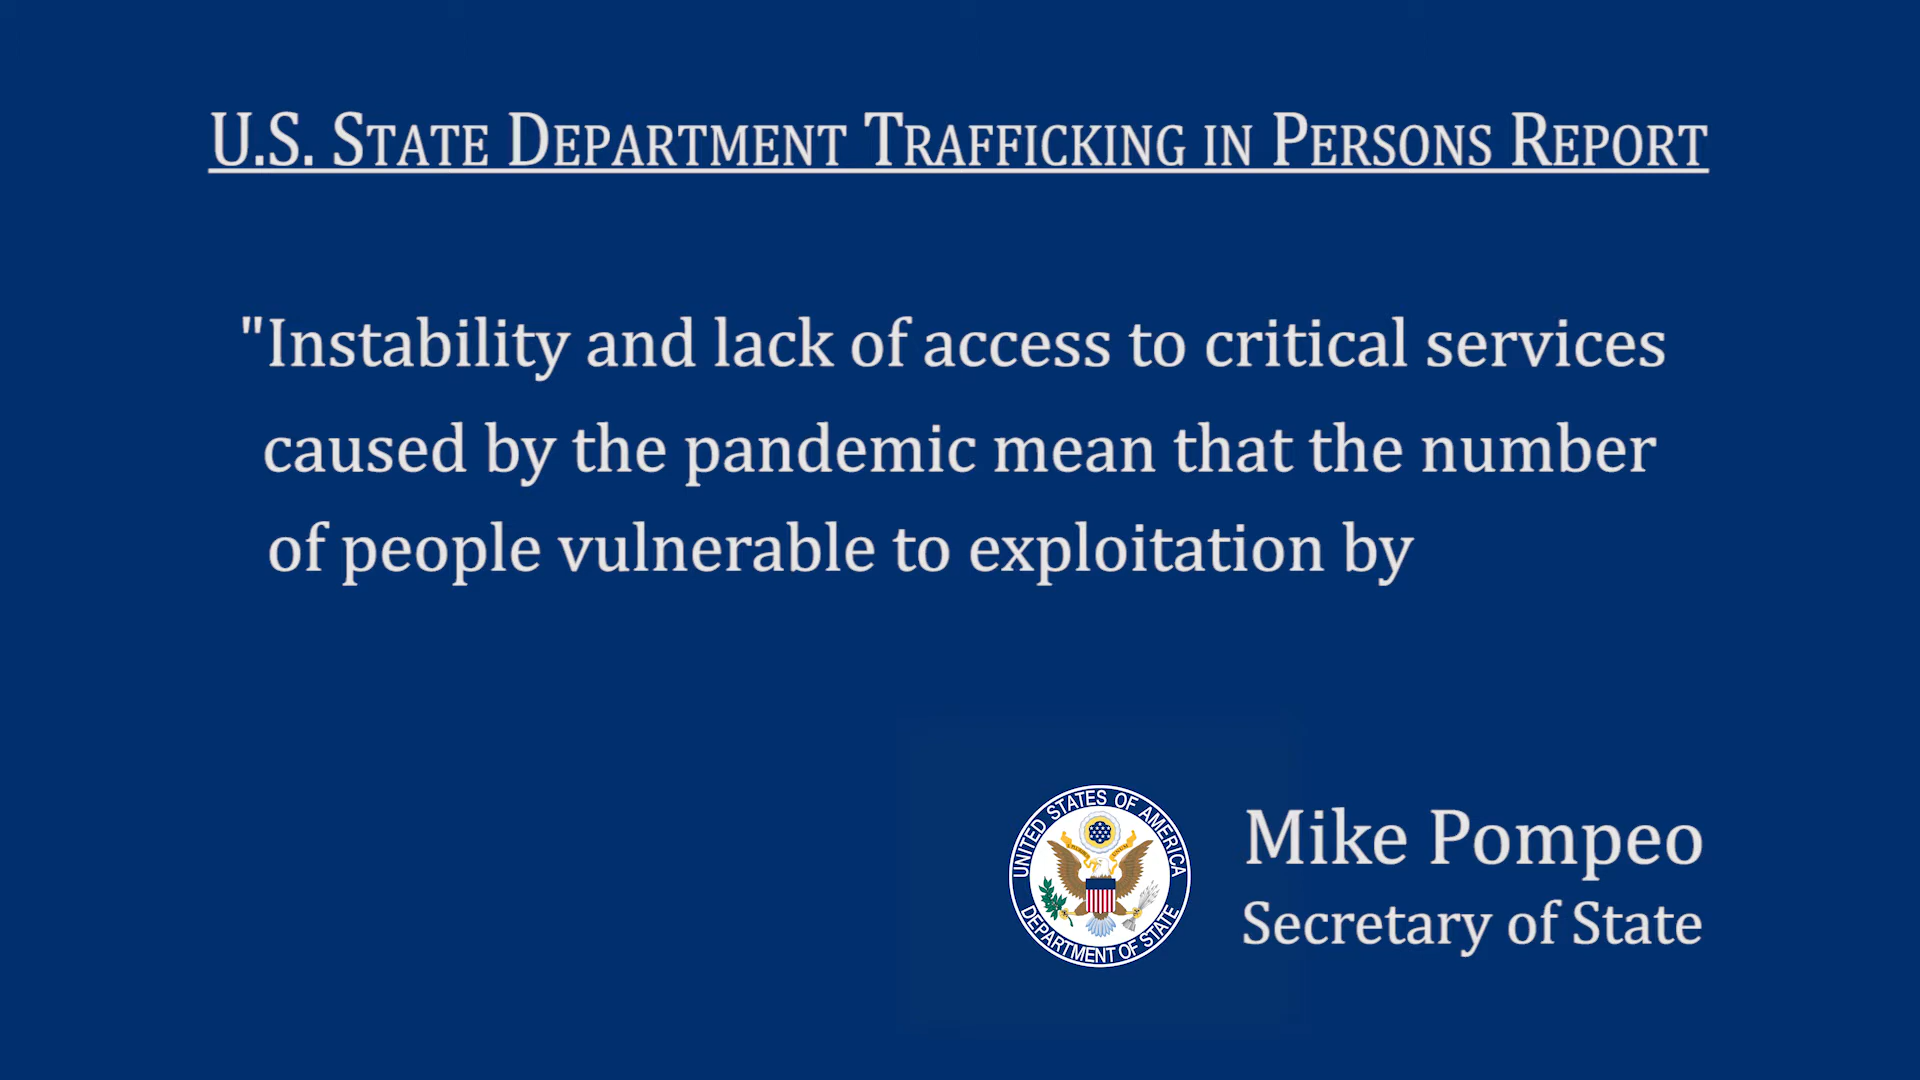 U.S. STATE DEPARTMENT TRAFFICKING IN PERSONS REPORT
"Instability and lack of access to critical services
caused by the pandemic mean that the number
of people vulnerable to exploitation by
UNITED STATES OF AMERICA
DEPARTMENT OF STATE
Mike Pompeo
Secretary of State